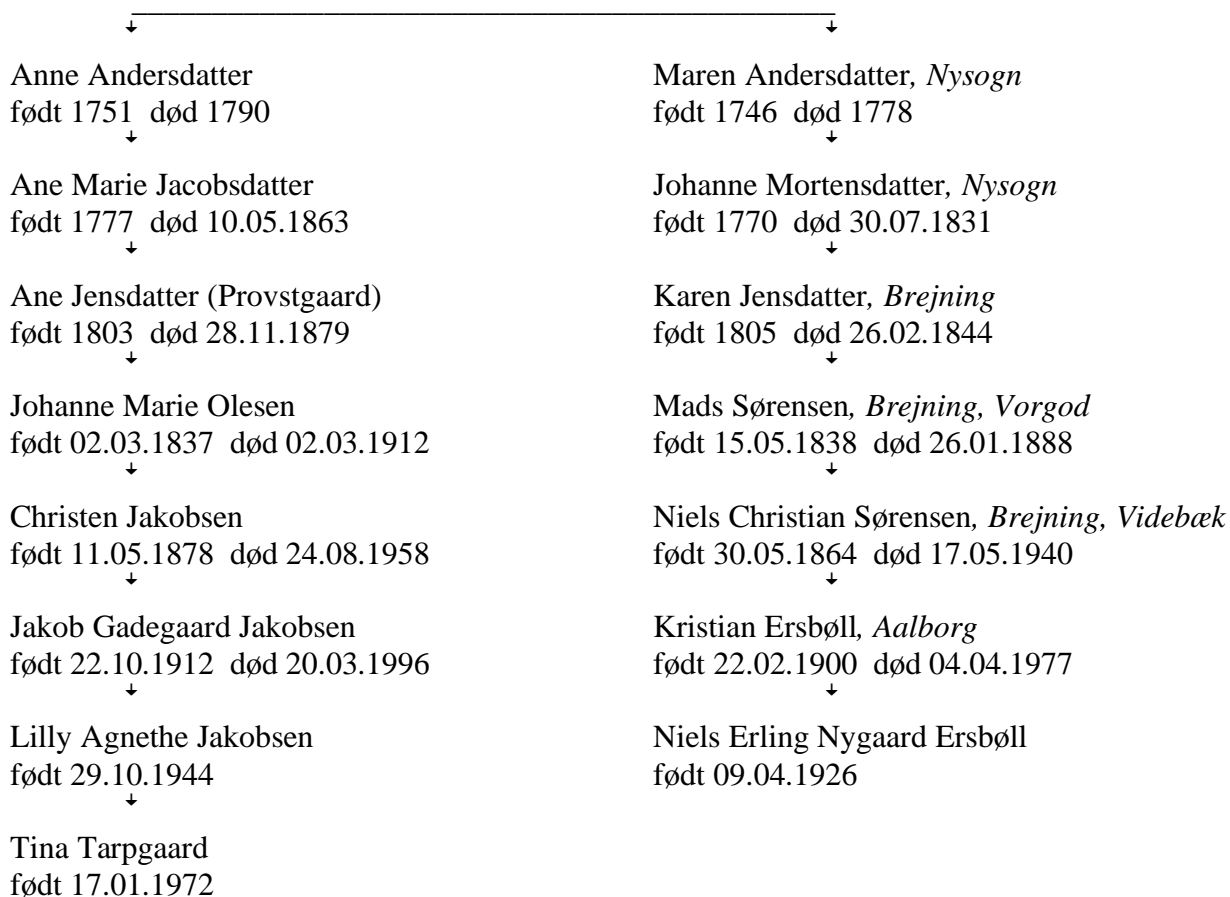 Anne Andersdatter
født 1751 død 1790
Ane Marie Jacobsdatter
født 1777 død 10.05.1863
Ane Jensdatter (Provstgaard)
født 1803 død 28.11.1879
Johanne Marie Olesen
født 02.03.1837 død 02.03.1912
Christen Jakobsen
født 11.05.1878 død 24.08.1958
Jakob Gadegaard Jakobsen
født 22.10.1912 død 20.03.1996
Lilly Agnethe Jakobsen
født 29.10.1944
Tina Tarpgaard
født 17.01.1972
Maren Andersdatter, Nysogn
født 1746 død 1778
Johanne Mortensdatter, Nysogn
født 1770 død 30.07.1831
Karen Jensdatter, Brejning
født 1805 død 26.02.1844
Mads Sørensen, Brejning, Vorgod
født 15.05.1838 død 26.01.1888
Niels Christian Sørensen, Brejning, Videbæk
født 30.05.1864 død 17.05.1940
Kristian Ersbøll, Aalborg
født 22.02.1900 død 04.04.1977
Niels Erling Nygaard Ersbøll
født 09.04.1926